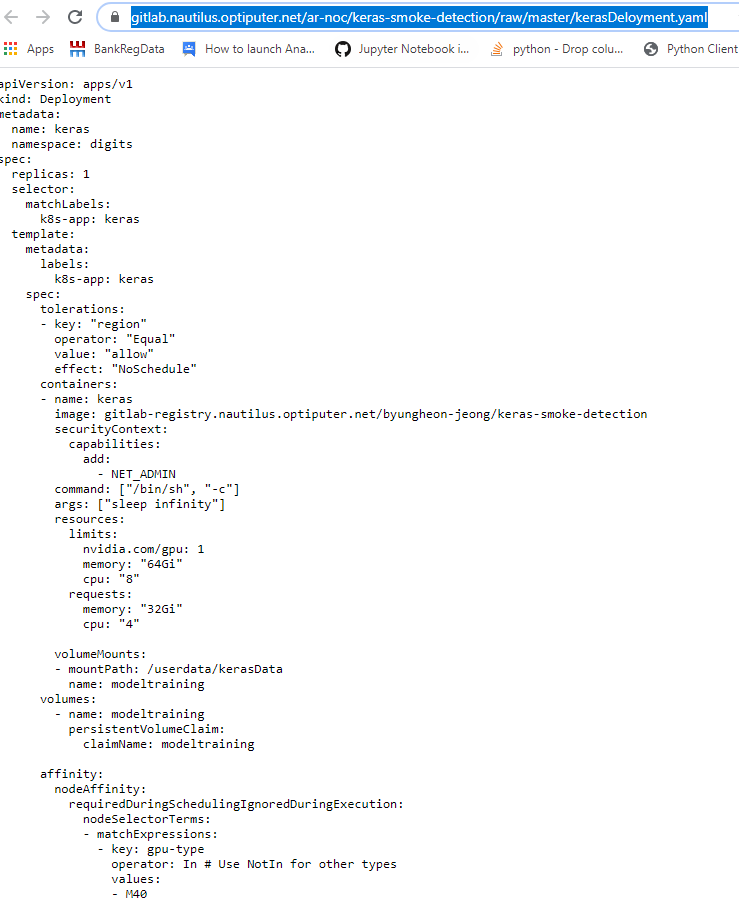 gitlab.nautilus.optiputer.net/ar-noc/keras-smoke-detection/raw/master/kerasDeloyment.yaml
Apps BankRegData How to launch Ana... Jupyter Notebook i... python - Drop colu... Python Client
apiVersion: apps/v1
kind: Deployment
metadata:
  name: keras
  namespace: digits
spec:
  replicas: 1
  selector:
    matchLabels:
      k8s-app: keras
  template:
    metadata:
      labels:
        k8s-app: keras
    spec:
      tolerations:
      - key: "region"
        operator: "Equal"
        value: "allow"
        effect: "NoSchedule"
      containers:
      - name: keras
        image: gitlab-registry.nautilus.optiputer.net/byungheon-jeong/keras-smoke-detection
        securityContext:
          capabilities:
            add:
              - NET_ADMIN
        command: ["/bin/sh", "-c"]
        args: ["sleep infinity"]
        resources:
          limits:
            nvidia.com/gpu: 1
            memory: "64Gi"
            cpu: "8"
          requests:
            memory: "32Gi"
            cpu: "4"
        volumeMounts:
        - mountPath: /userdata/kerasData
          name: modeltraining
      volumes:
        - name: modeltraining
          persistentVolumeClaim:
            claimName: modeltraining
      affinity:
        nodeAffinity:
          requiredDuringSchedulingIgnoredDuringExecution:
            nodeSelectorTerms:
            - matchExpressions:
              - key: gpu-type
                operator: In # Use NotIn for other types
                values:
                - M40